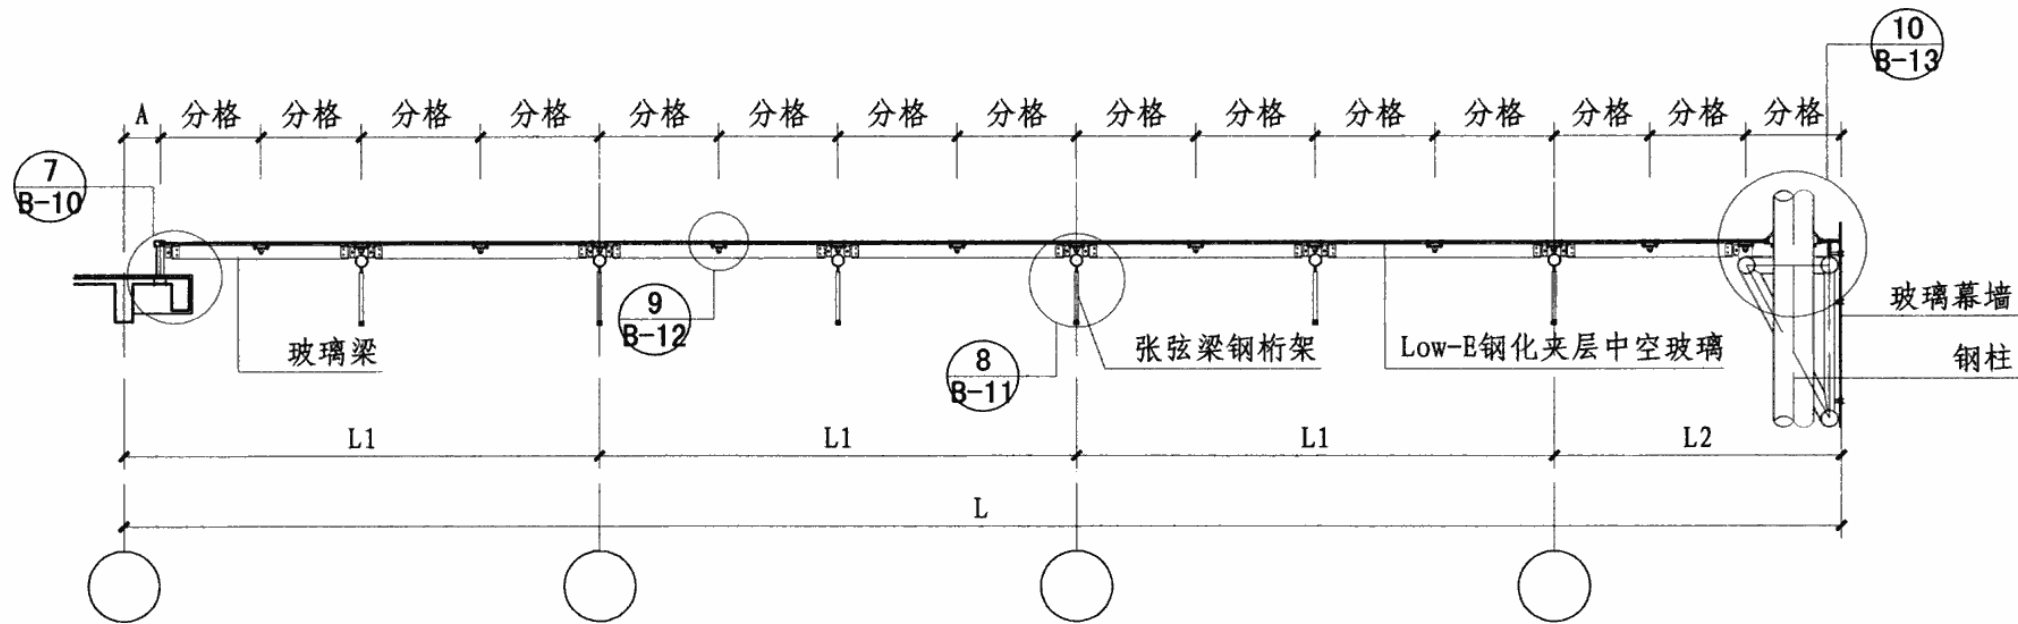 10
B-13
A 分格 分格 分格 分格 分格 分格 分格 分格 分格 分格 分格 分格 分格 分格 分格
7
B-10
9
B-12
8
B-11
玻璃梁
张弦梁钢桁架
Low-E钢化夹层中空玻璃
玻璃幕墙
钢柱
L1 L1 L1 L2
L